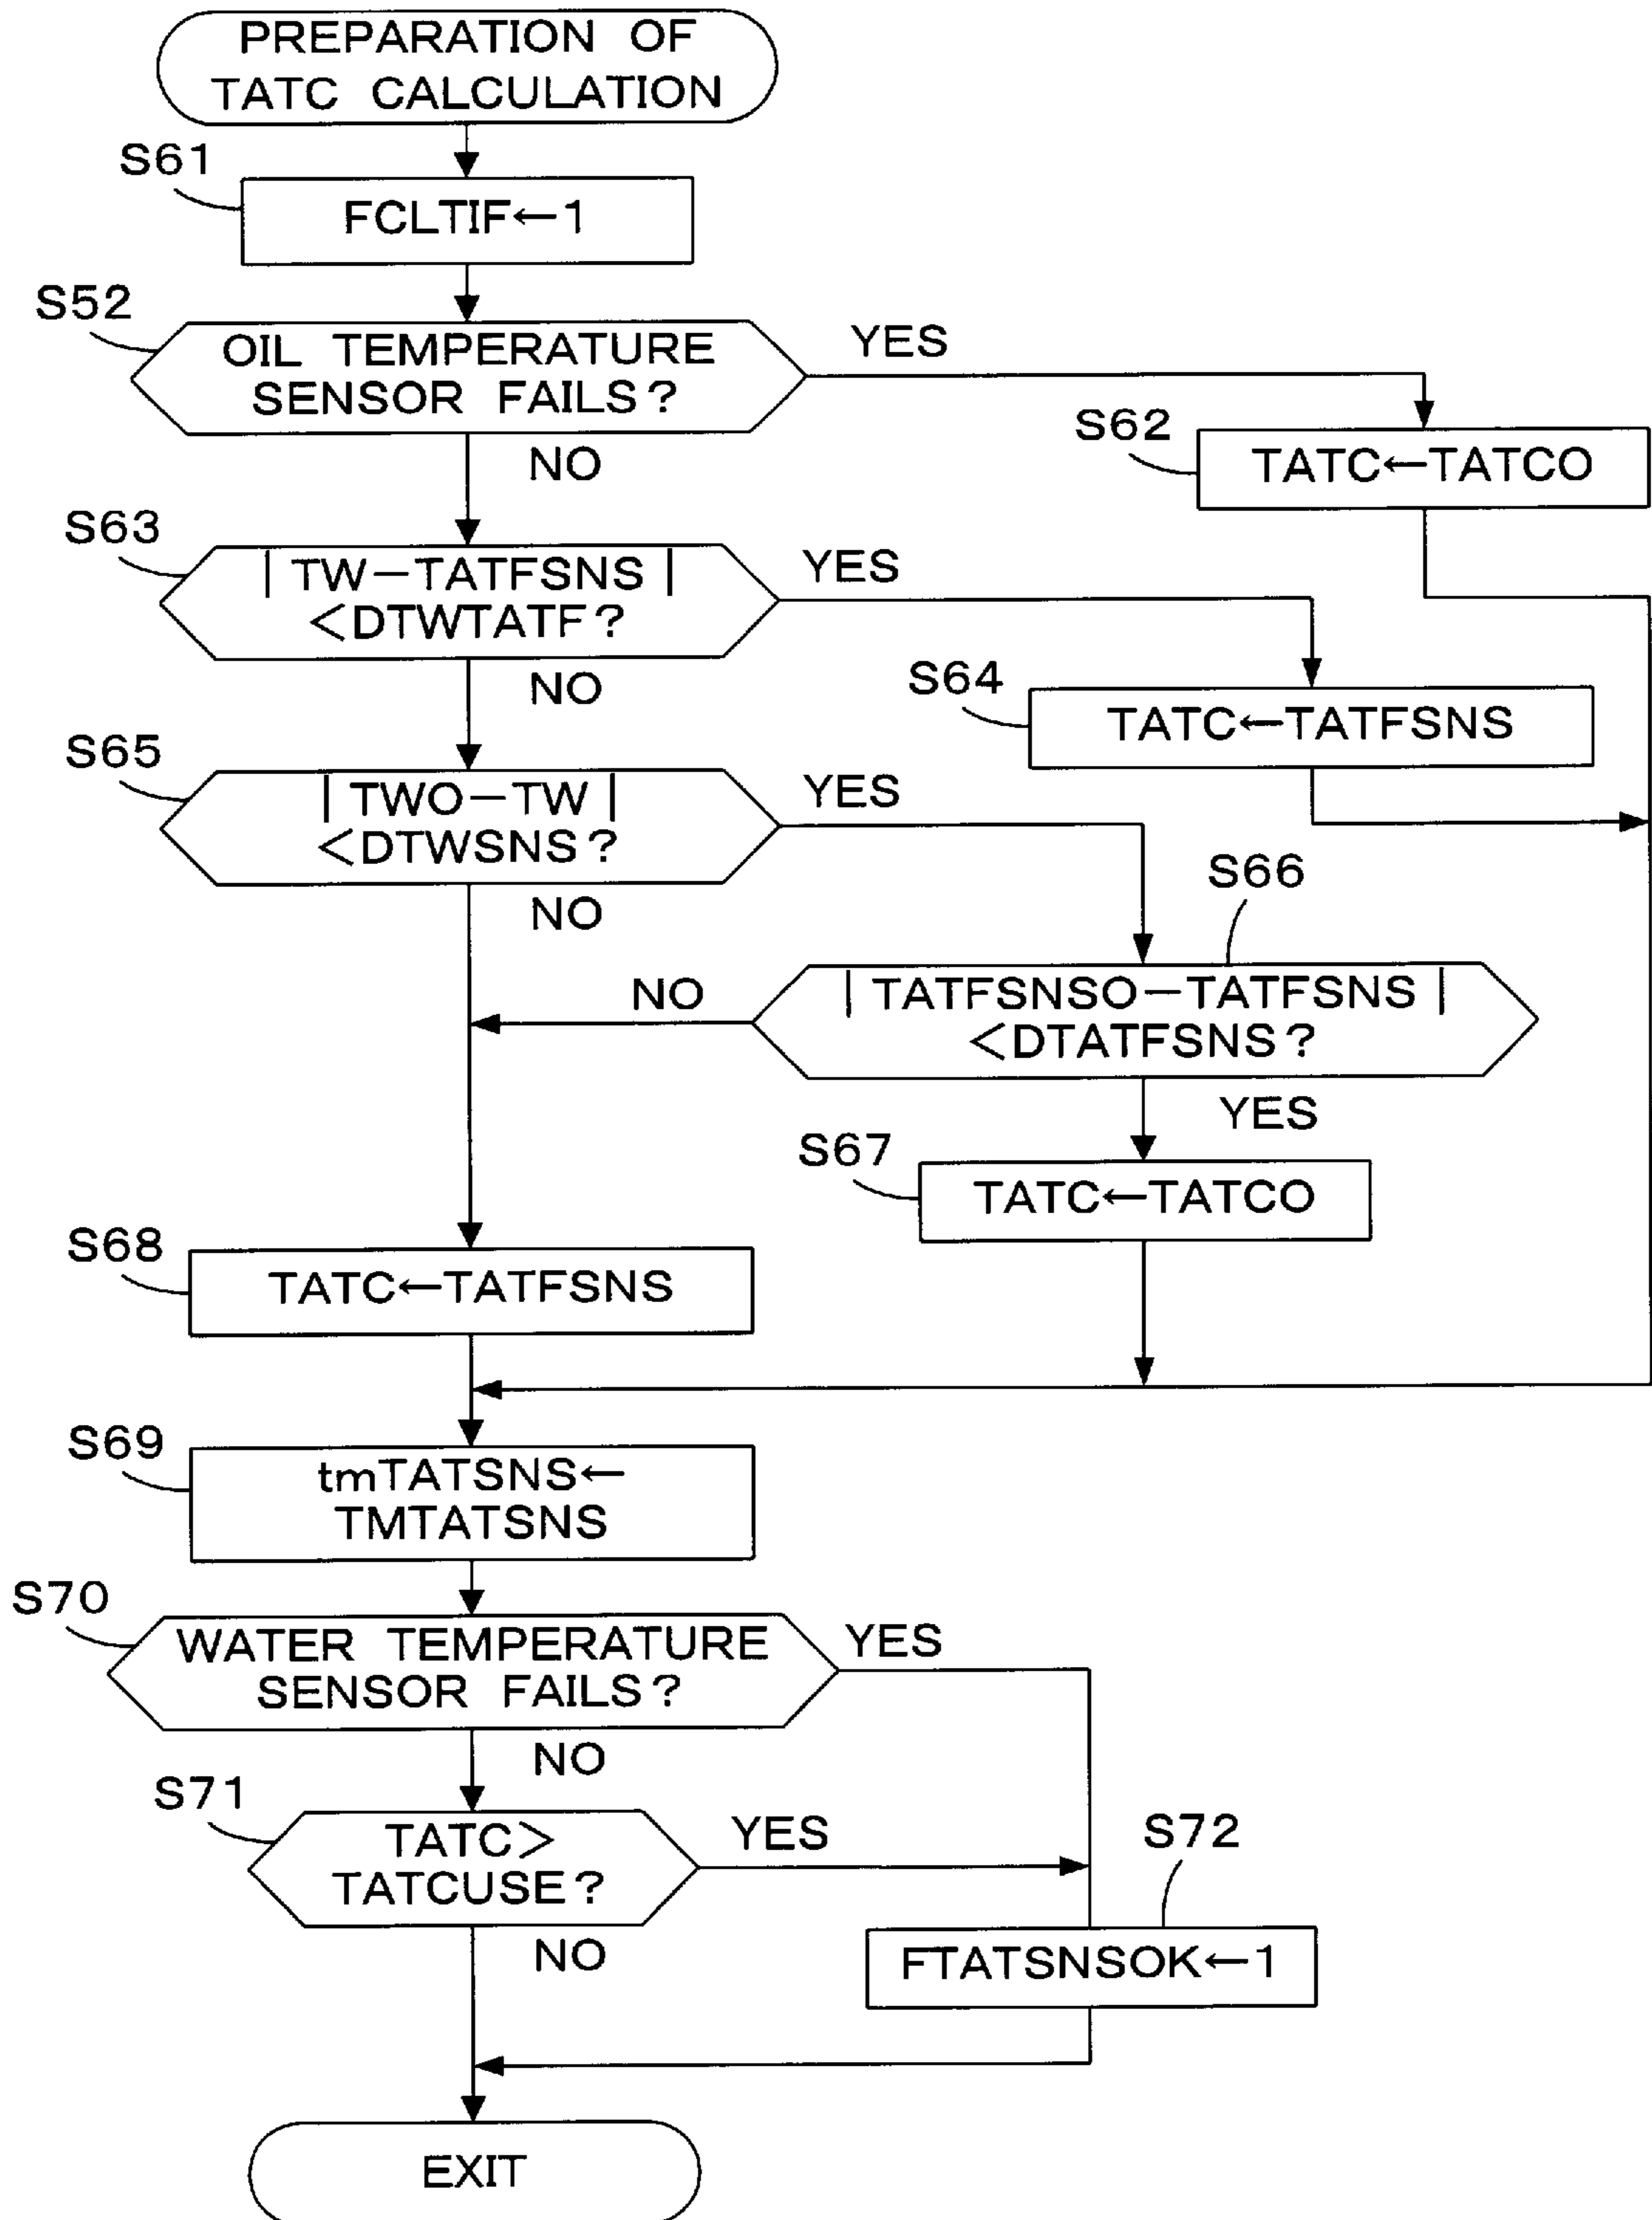 PREPARATION OF
TATC CALCULATION
S61
FCLTIF←1
S52
OIL TEMPERATURE
SENSOR FAILS?
YES
NO
S62
TATC←TATCO
S63
| TW−TATFSNS |
<DTWTATF?
YES
NO
S64
TATC←TATFSNS
S65
| TWO−TW |
<DTWSNS?
YES
NO
S66
| TATFSNSO−TATFSNS |
<DTATFSNS?
NO
YES
S67
TATC←TATCO
S68
TATC←TATFSNS
S69
tmTATSNS←
TMTATSNS
S70
WATER TEMPERATURE
SENSOR FAILS?
YES
NO
S71
TATC>
TATCUSE?
YES
NO
S72
FTATSNSOK←1
EXIT